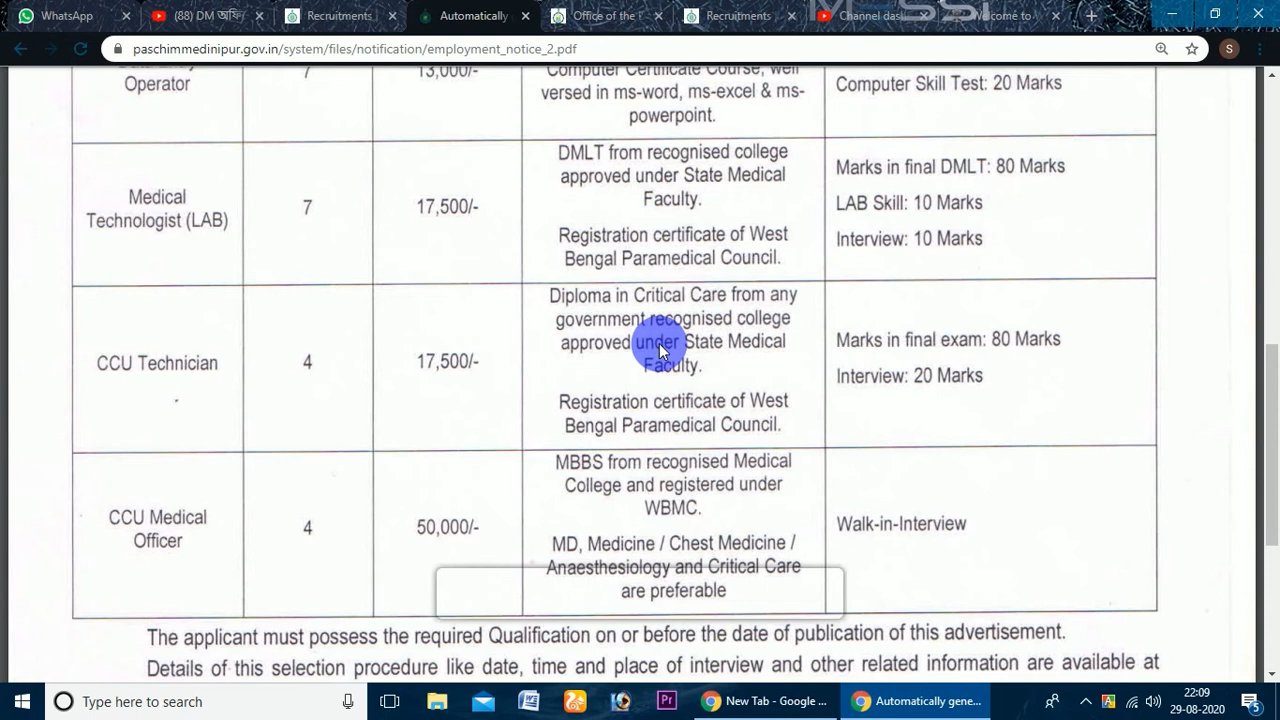 WhatsApp
(88) DM অফি
Recruitments
Automatically
Office of the
Recruitments
Channel dash
Welcome to
paschimmedinipur.gov.in/system/files/notification/employment_notice_2.pdf
S
Operator
7
13,000/-
Computer Certificate Course, well
versed in ms-word, ms-excel & ms-
powerpoint.
Computer Skill Test: 20 Marks
Medical
Technologist (LAB)
7
17,500/-
DMLT from recognised college
approved under State Medical
Faculty.
Registration certificate of West
Bengal Paramedical Council.
Marks in final DMLT: 80 Marks
LAB Skill: 10 Marks
Interview: 10 Marks
CCU Technician
4
17,500/-
Diploma in Critical Care from any
government recognised college
approved under State Medical
Faculty.
Registration certificate of West
Bengal Paramedical Council.
Marks in final exam: 80 Marks
Interview: 20 Marks
CCU Medical
Officer
4
50,000/-
MBBS from recognised Medical
College and registered under
WBMC.
MD, Medicine / Chest Medicine /
Anaesthesiology and Critical Care
are preferable
Walk-in-Interview
The applicant must possess the required Qualification on or before the date of publication of this advertisement.
Details of this selection procedure like date, time and place of interview and other related information are available at
Type here to search
New Tab - Google ...
Automatically gene...
22:09
29-08-2020
5